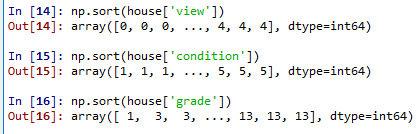 In [14]: np.sort(house['view'])
Out[14]: array([0, 0, 0, ..., 4, 4, 4], dtype=int64)
In [15]: np.sort(house['condition'])
Out[15]: array([1, 1, 1, ..., 5, 5, 5], dtype=int64)
In [16]: np.sort(house['grade'])
Out[16]: array([ 1,  3,  3, ..., 13, 13, 13], dtype=int64)